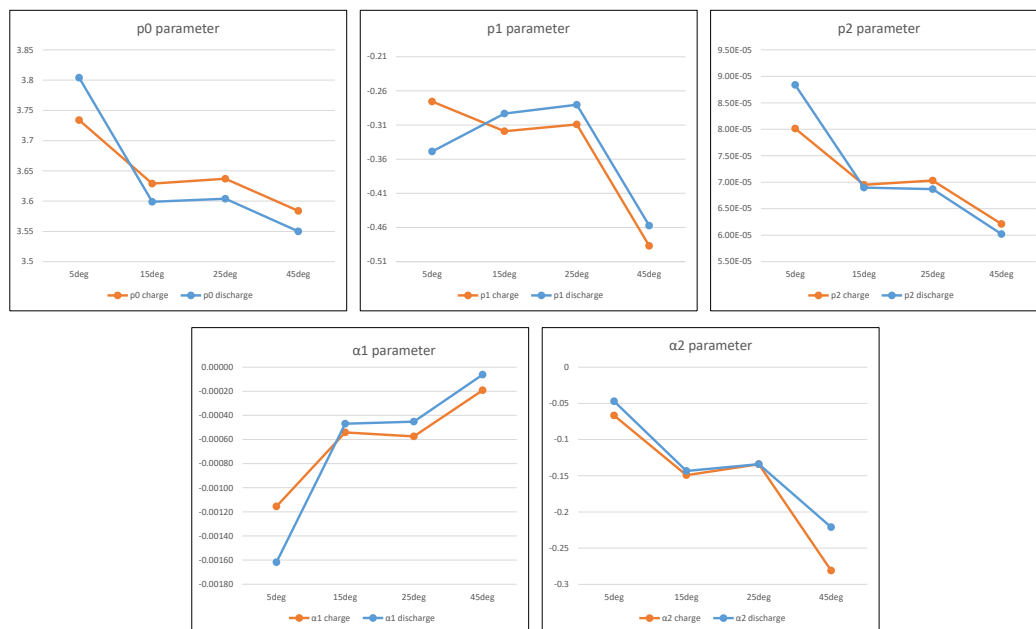 p0 parameter
3.85
3.8
3.75
3.7
3.65
3.6
3.55
3.5
5deg 15deg 25deg 45deg
p0 charge p0 discharge
p1 parameter
-0.21
-0.26
-0.31
-0.36
-0.41
-0.46
-0.51
5deg 15deg 25deg 45deg
p1 charge p1 discharge
p2 parameter
9.50E-05
9.00E-05
8.50E-05
8.00E-05
7.50E-05
7.00E-05
6.50E-05
6.00E-05
5.50E-05
5deg 15deg 25deg 45deg
p2 charge p2 discharge
α1 parameter
0.00000
-0.00020
-0.00040
-0.00060
-0.00080
-0.00100
-0.00120
-0.00140
-0.00160
-0.00180
5deg 15deg 25deg 45deg
α1 charge α1 discharge
α2 parameter
0
-0.05
-0.1
-0.15
-0.2
-0.25
-0.3
5deg 15deg 25deg 45deg
α2 charge α2 discharge